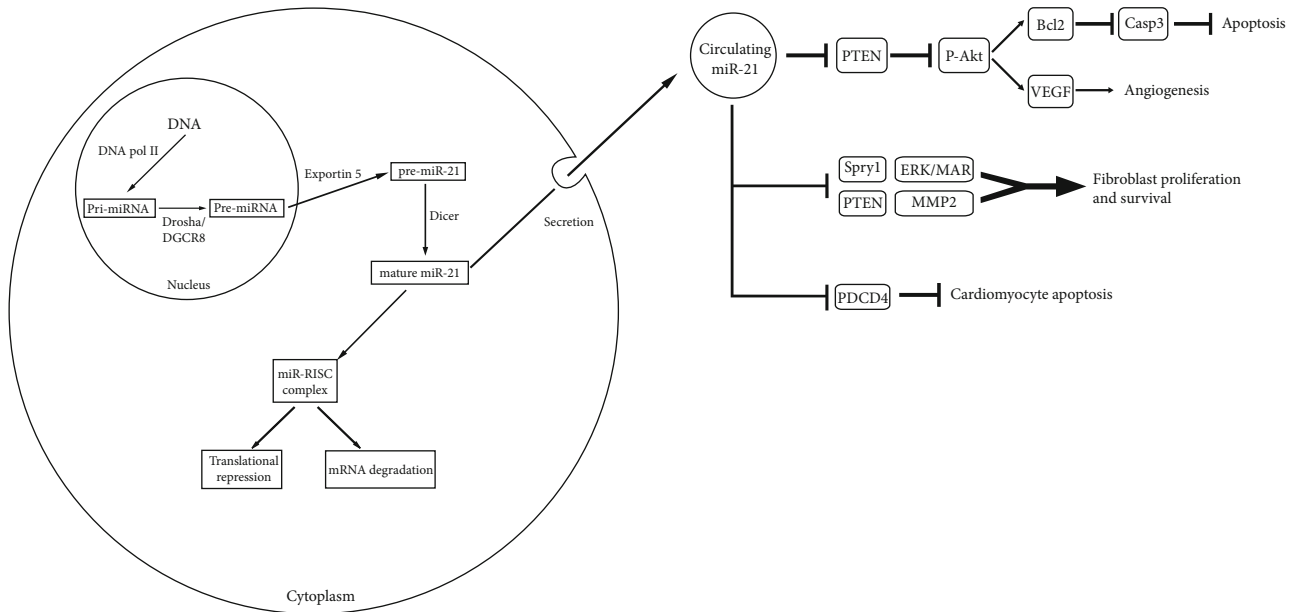 DNA
DNA pol II
Pri-miRNA
Drosha/
DGCR8
Pre-miRNA
Nucleus
Exportin 5
pre-miR-21
Dicer
mature miR-21
Secretion
miR-RISC
complex
Translational
repression
mRNA degradation
Cytoplasm
Circulating
miR-21
PTEN
P-Akt
Bcl2
Casp3
Apoptosis
VEGF
Angiogenesis
Spry1
ERK/MAR
PTEN
MMP2
Fibroblast proliferation
and survival
PDCD4
Cardiomyocyte apoptosis